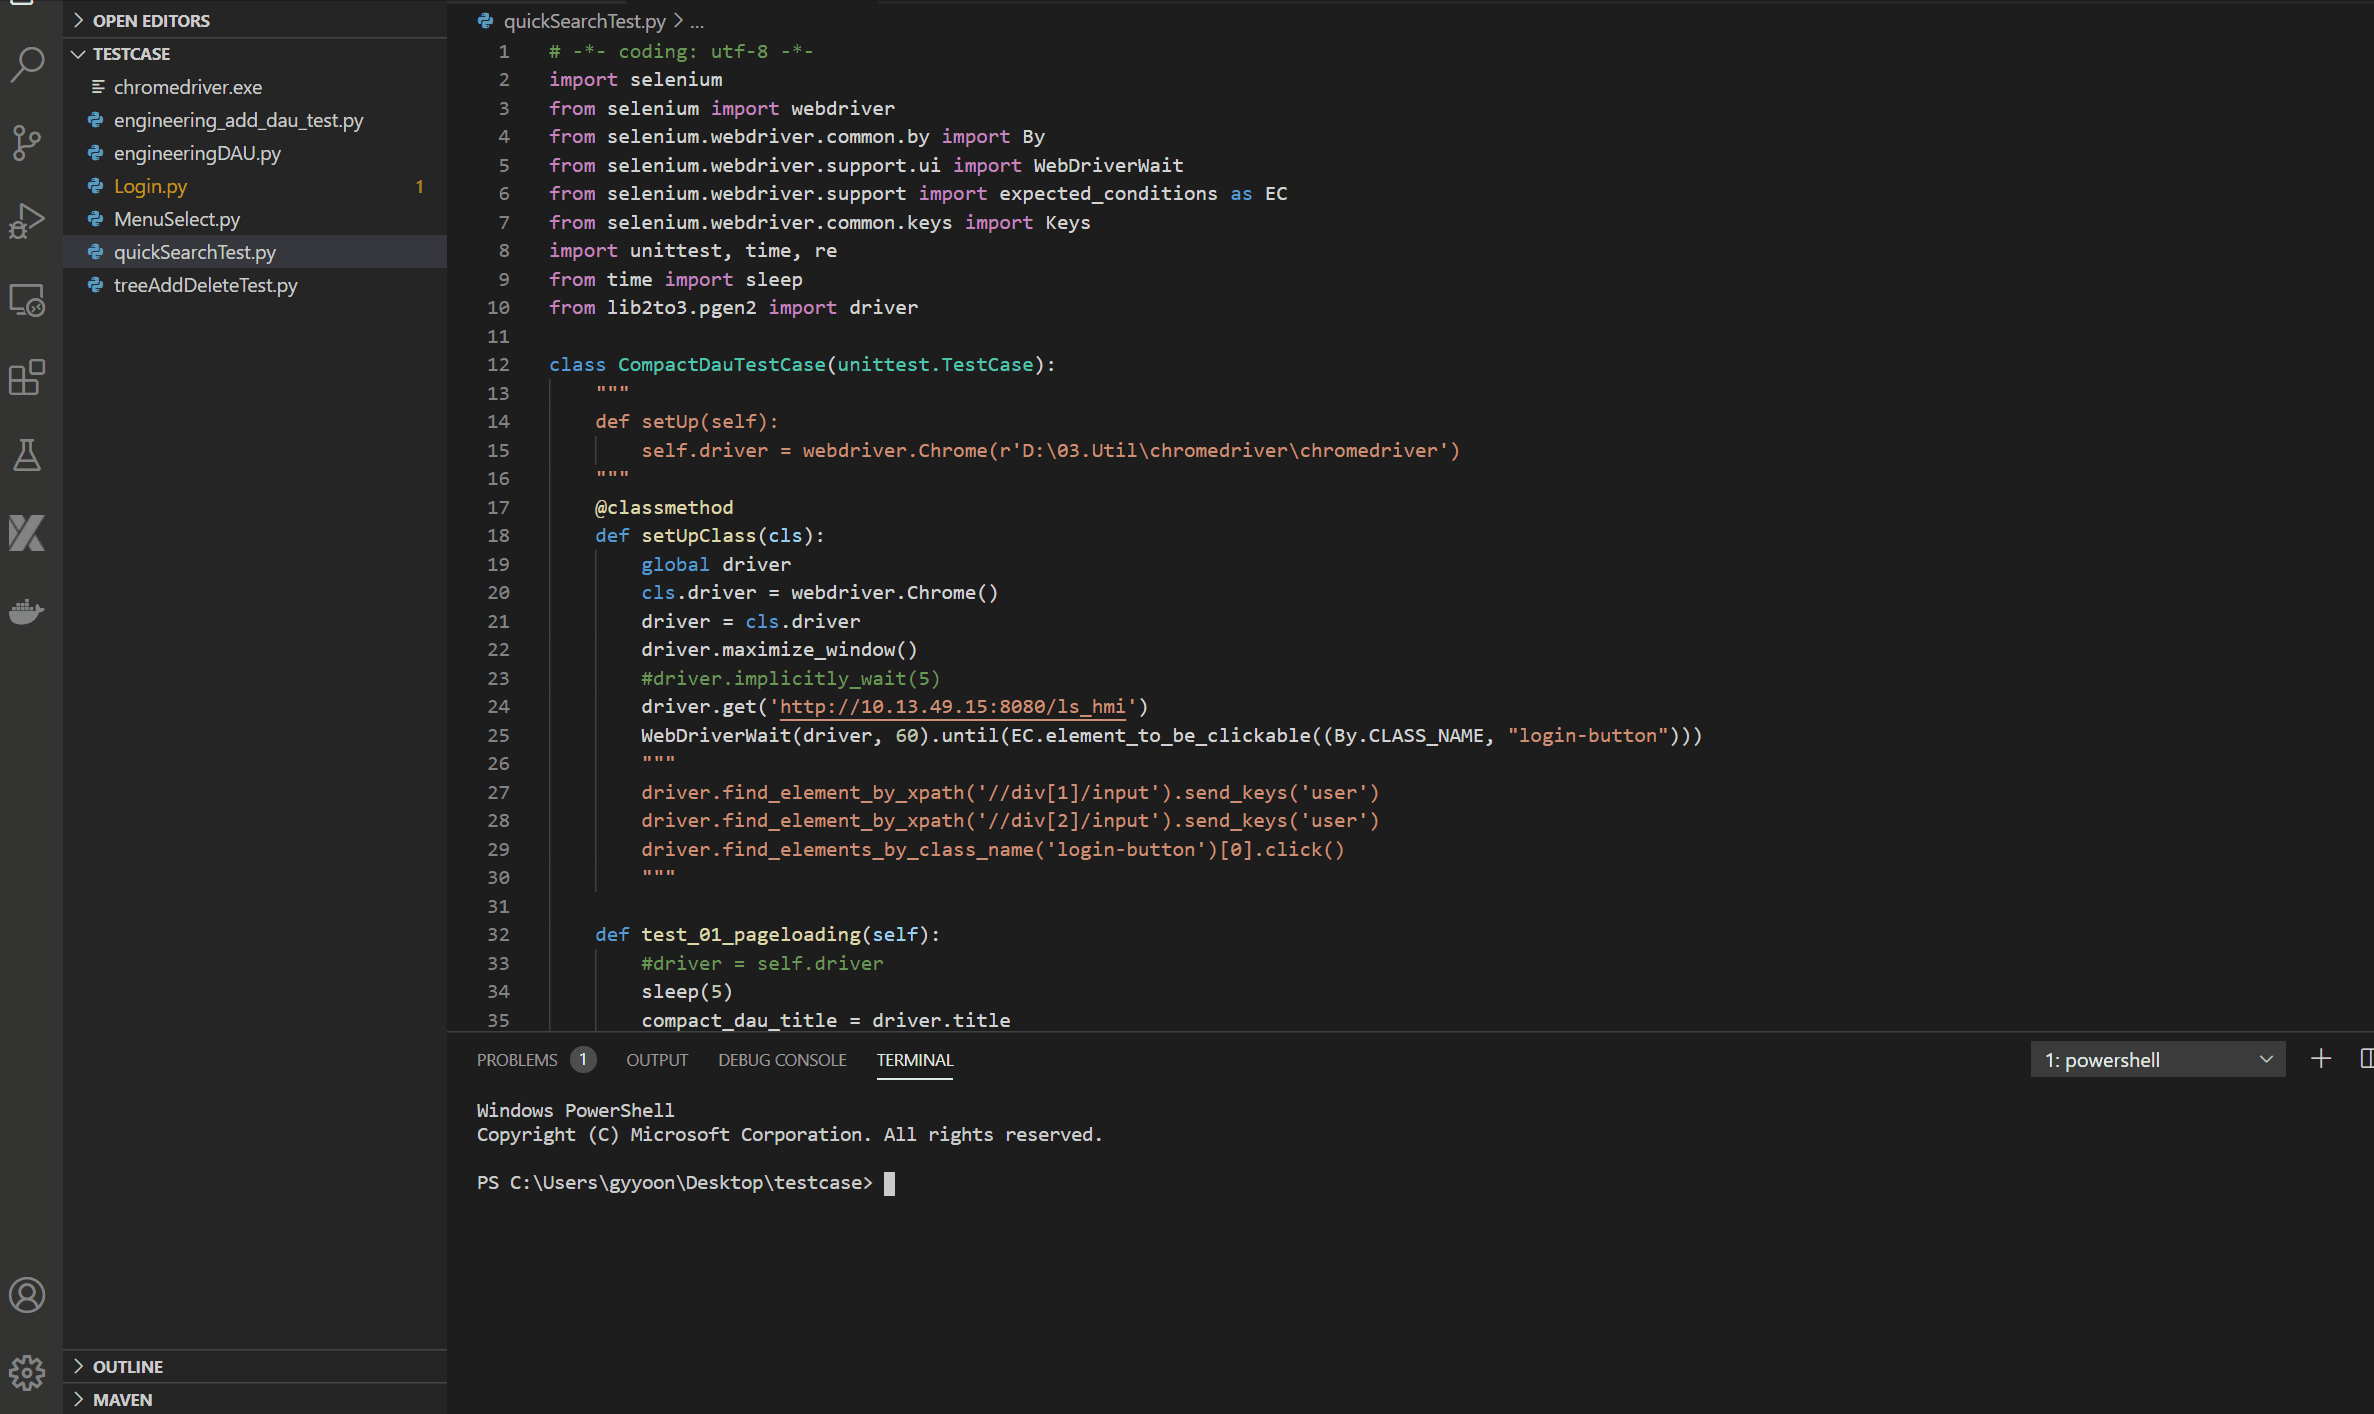 OPEN EDITORS
TESTCASE
chromedriver.exe
engineering_add_dau_test.py
engineeringDAU.py
Login.py 1
MenuSelect.py
quickSearchTest.py
treeAddDeleteTest.py
OUTLINE
MAVEN
quickSearchTest.py > ...
1 # -*- coding: utf-8 -*-
2 import selenium
3 from selenium import webdriver
4 from selenium.webdriver.common.by import By
5 from selenium.webdriver.support.ui import WebDriverWait
6 from selenium.webdriver.support import expected_conditions as EC
7 from selenium.webdriver.common.keys import Keys
8 import unittest, time, re
9 from time import sleep
10 from lib2to3.pgen2 import driver
11
12 class CompactDauTestCase(unittest.TestCase):
13     """
14     def setUp(self):
15         self.driver = webdriver.Chrome(r'D:\03.Util\chromedriver\chromedriver')
16     """
17     @classmethod
18     def setUpClass(cls):
19         global driver
20         cls.driver = webdriver.Chrome()
21         driver = cls.driver
22         driver.maximize_window()
23         #driver.implicitly_wait(5)
24         driver.get('http://10.13.49.15:8080/ls_hmi')
25         WebDriverWait(driver, 60).until(EC.element_to_be_clickable((By.CLASS_NAME, "login-button")))
26         """
27         driver.find_element_by_xpath('//div[1]/input').send_keys('user')
28         driver.find_element_by_xpath('//div[2]/input').send_keys('user')
29         driver.find_elements_by_class_name('login-button')[0].click()
30         """
31
32     def test_01_pageloading(self):
33         #driver = self.driver
34         sleep(5)
35         compact_dau_title = driver.title
PROBLEMS 1 OUTPUT DEBUG CONSOLE TERMINAL 1: powershell
Windows PowerShell
Copyright (C) Microsoft Corporation. All rights reserved.
PS C:\Users\gyyoon\Desktop\testcase>